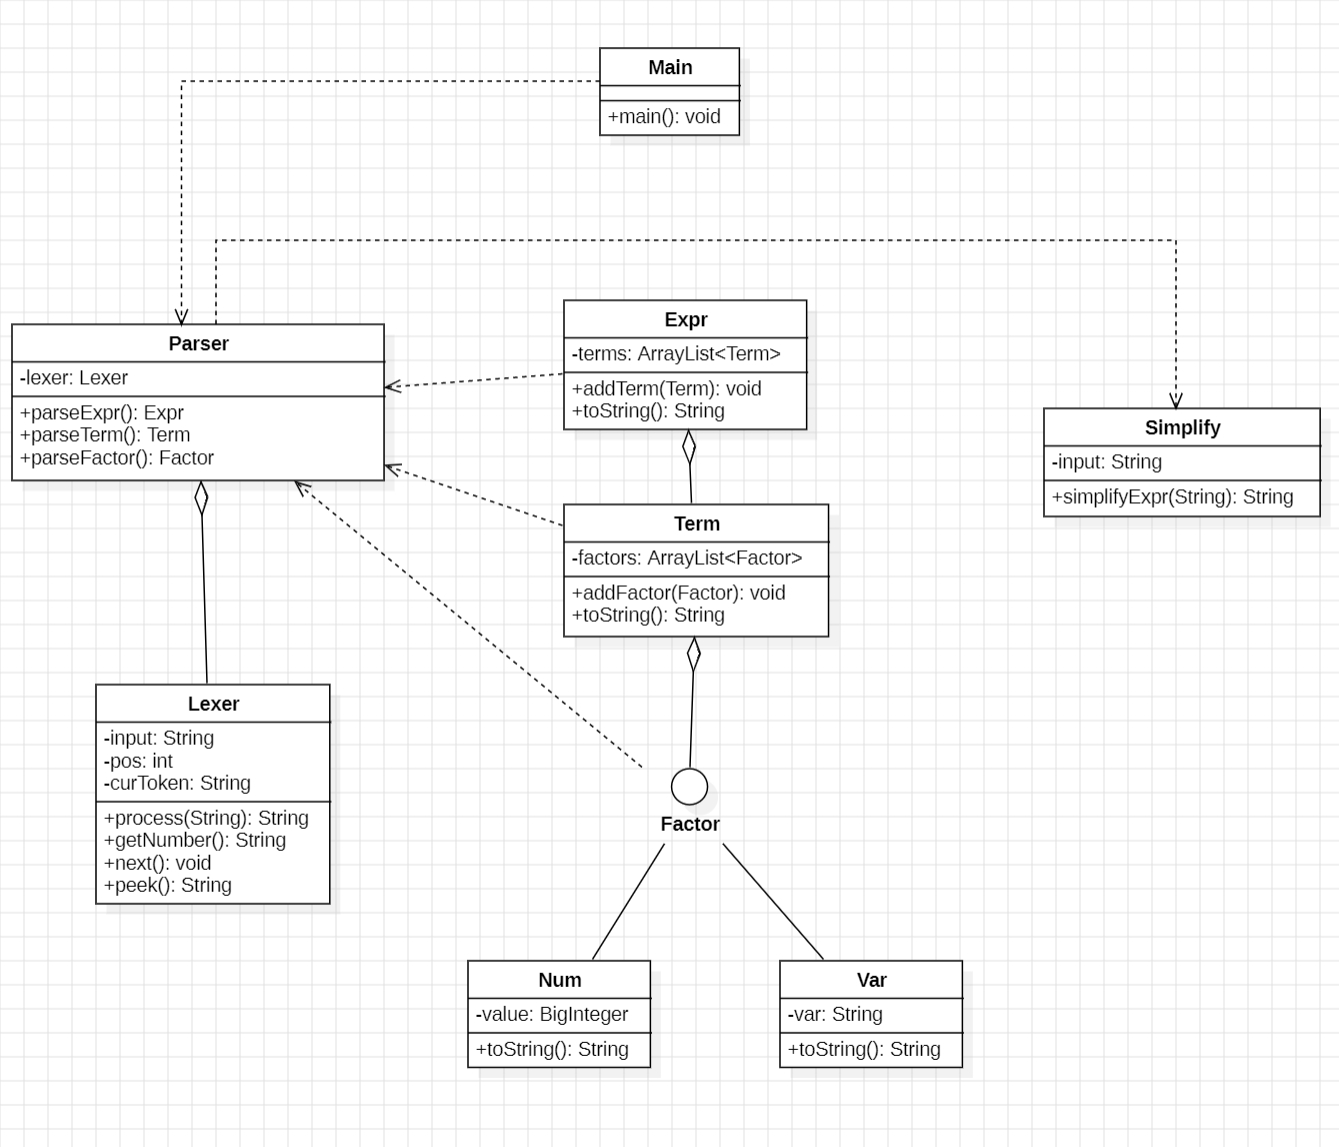 Main
+main(): void
Parser
-lexer: Lexer
+parseExpr(): Expr
+parseTerm(): Term
+parseFactor(): Factor
Expr
-terms: ArrayList<Term>
+addTerm(Term): void
+toString(): String
Simplify
-input: String
+simplifyExpr(String): String
Term
-factors: ArrayList<Factor>
+addFactor(Factor): void
+toString(): String
Lexer
-input: String
-pos: int
-curToken: String
+process(String): String
+getNumber(): String
+next(): void
+peek(): String
Factor
Num
-value: BigInteger
+toString(): String
Var
-var: String
+toString(): String